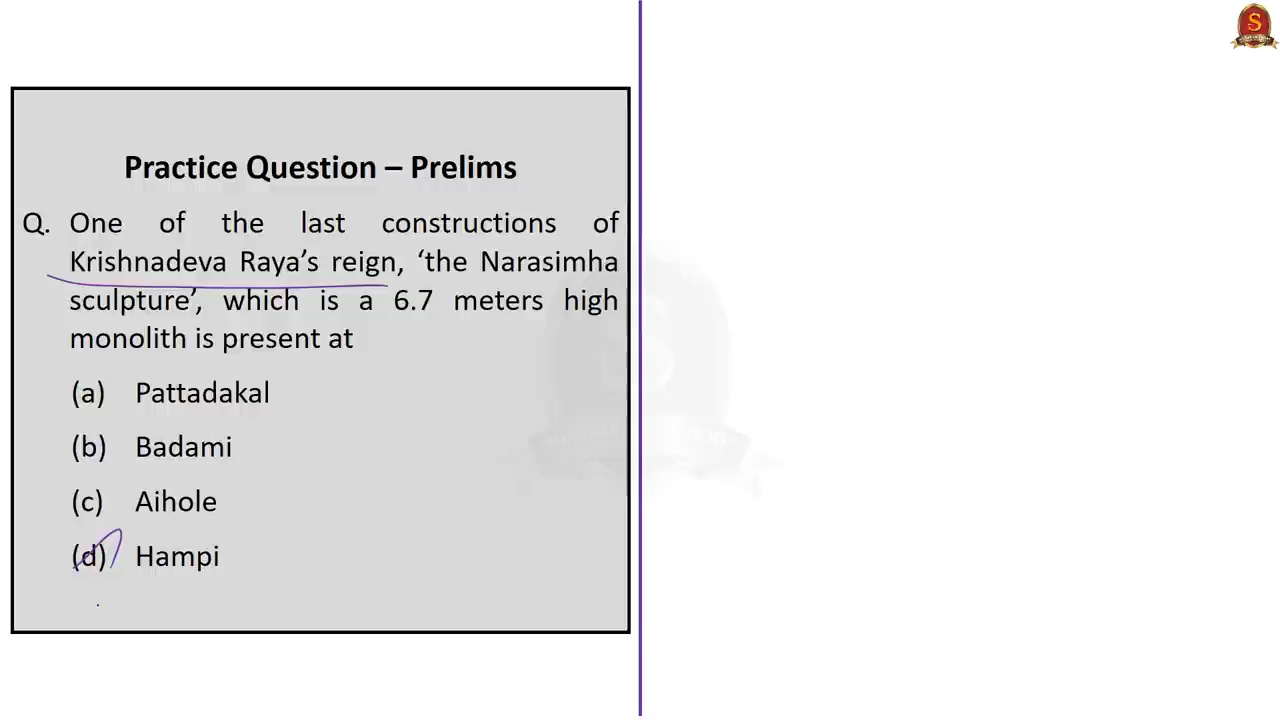 S
Practice Question – Prelims
Q. One of the last constructions of
Krishnadeva Raya's reign, ‘the Narasimha
sculpture’, which is a 6.7 meters high
monolith is present at
(a) Pattadakal
(b) Badami
(c) Aihole
(d) Hampi